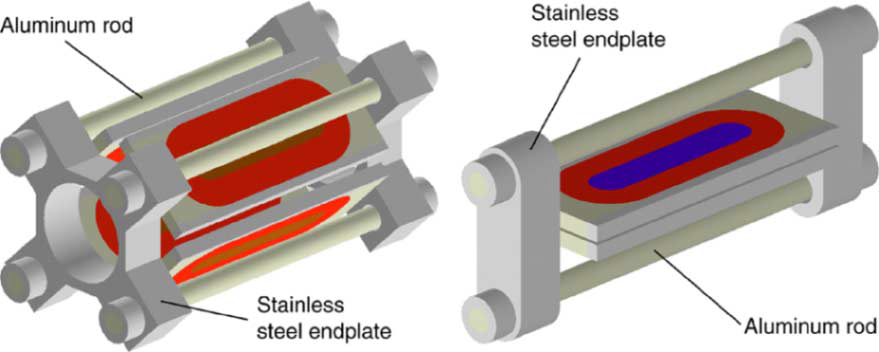 Aluminum rod
Stainless
steel endplate
Stainless
steel endplate
Aluminum rod